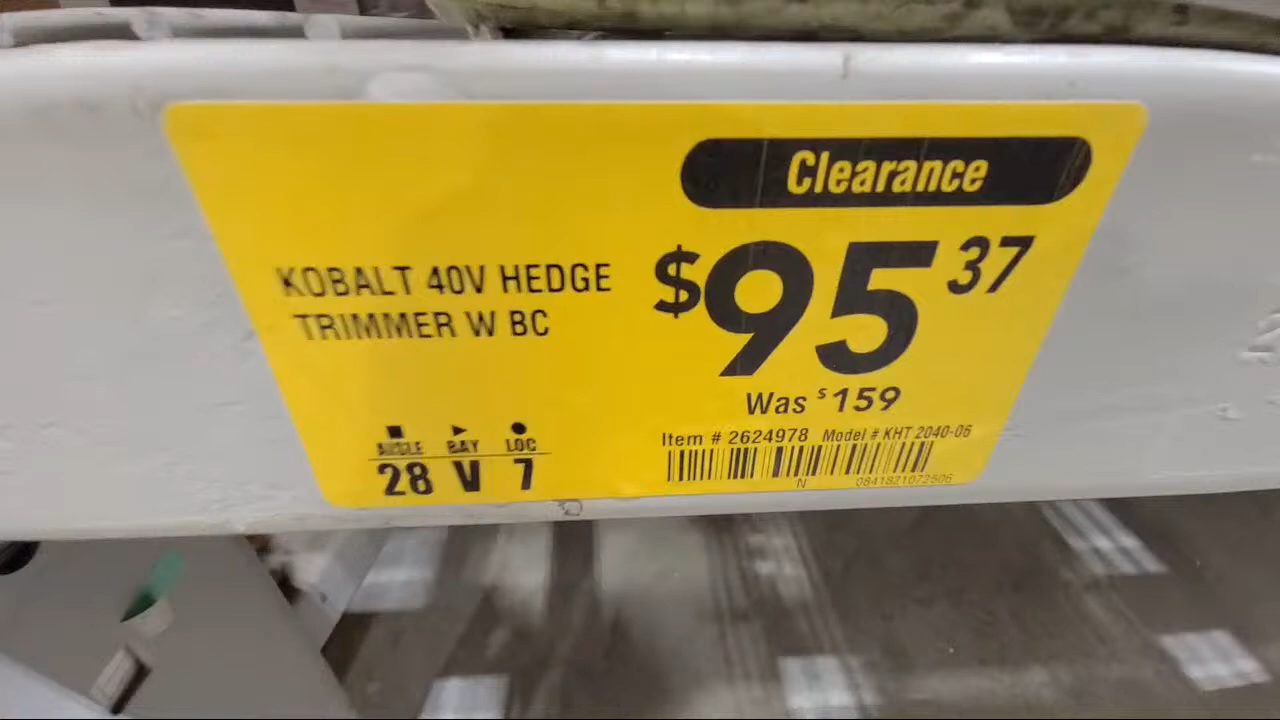 Clearance
KOBALT 40V HEDGE
TRIMMER W BC
$95 37
Was $159
Item # 2624978 Model # KHT 2040-06
AISLE BAY LOC
28 V 7
N 0841821072506